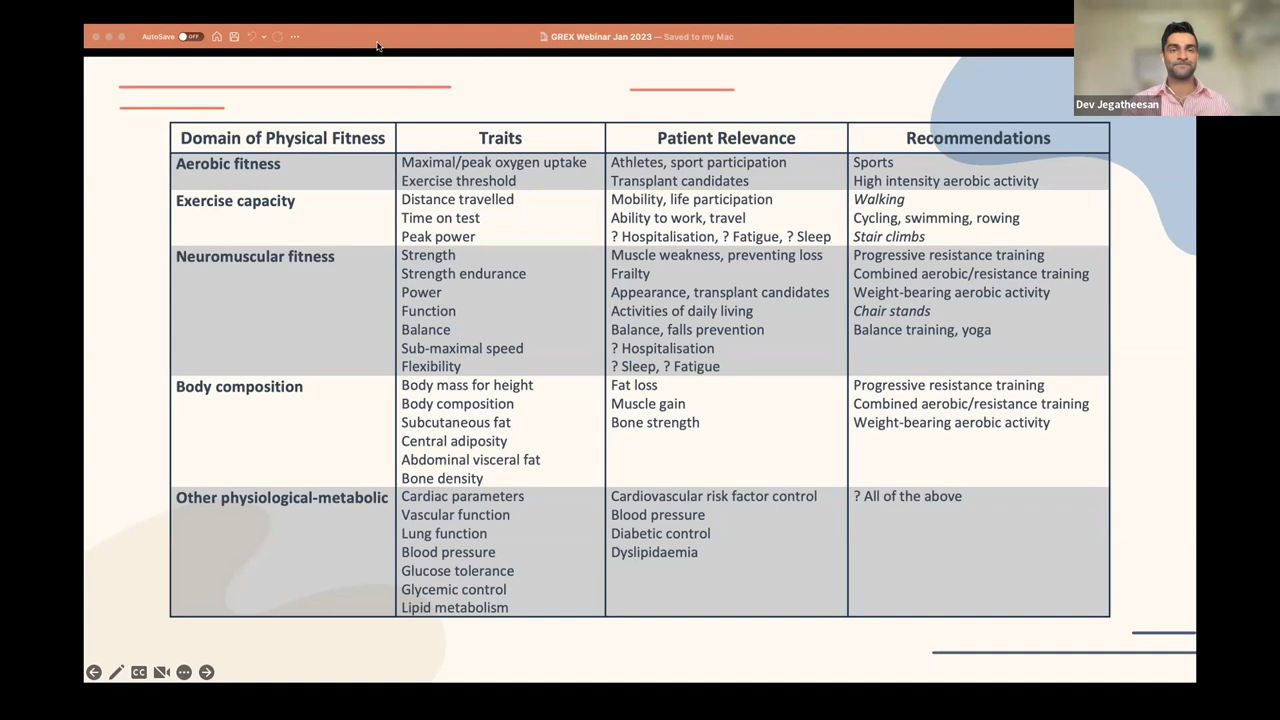 AutoSave OFF
GREX Webinar Jan 2023 — Saved to my Mac
Dev Jegatheesan
Domain of Physical Fitness Traits Patient Relevance Recommendations
Aerobic fitness Maximal/peak oxygen uptake Athletes, sport participation Sports
Exercise threshold Transplant candidates High intensity aerobic activity
Exercise capacity Distance travelled Mobility, life participation Walking
Time on test Ability to work, travel Cycling, swimming, rowing
Peak power ? Hospitalisation, ? Fatigue, ? Sleep Stair climbs
Neuromuscular fitness Strength Muscle weakness, preventing loss Progressive resistance training
Strength endurance Frailty Combined aerobic/resistance training
Power Appearance, transplant candidates Weight-bearing aerobic activity
Function Activities of daily living Chair stands
Balance Balance, falls prevention Balance training, yoga
Sub-maximal speed ? Hospitalisation
Flexibility ? Sleep, ? Fatigue
Body composition Body mass for height Fat loss Progressive resistance training
Body composition Muscle gain Combined aerobic/resistance training
Subcutaneous fat Bone strength Weight-bearing aerobic activity
Central adiposity
Abdominal visceral fat
Bone density
Other physiological-metabolic Cardiac parameters Cardiovascular risk factor control ? All of the above
Vascular function Blood pressure
Lung function Diabetic control
Blood pressure Dyslipidaemia
Glucose tolerance
Glycemic control
Lipid metabolism
CC